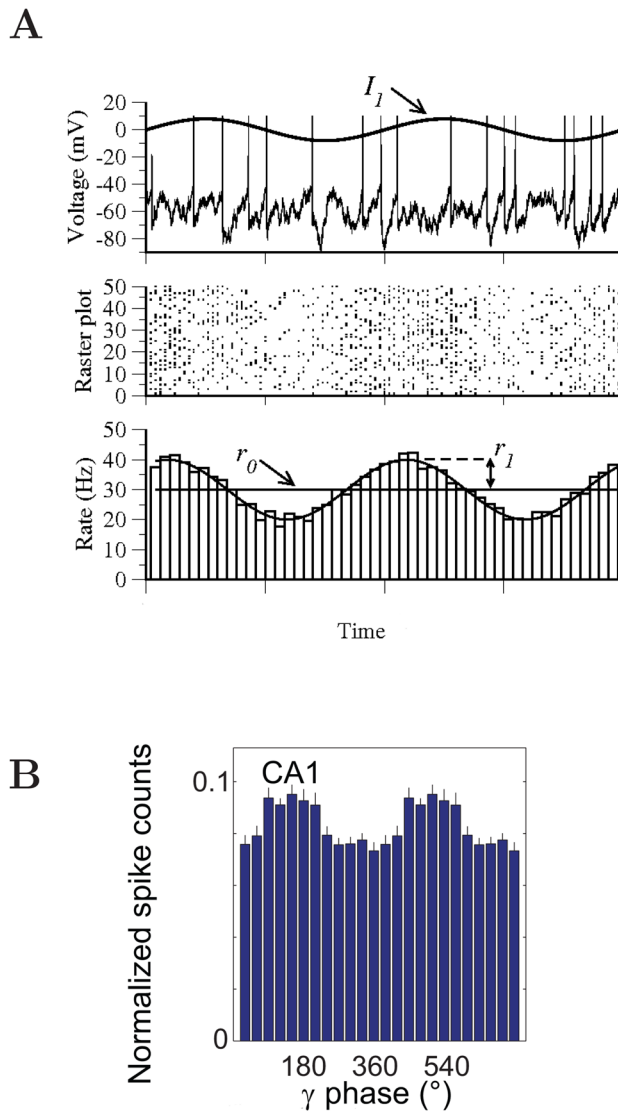 A
I1
Voltage (mV)
20
0
-20
-40
-60
-80
Raster plot
50
40
30
20
10
0
Rate (Hz)
50
40
30
20
10
0
r0
r1
Time
B
Normalized spike counts
0.1
0
CA1
180 360 540
γ phase (°)